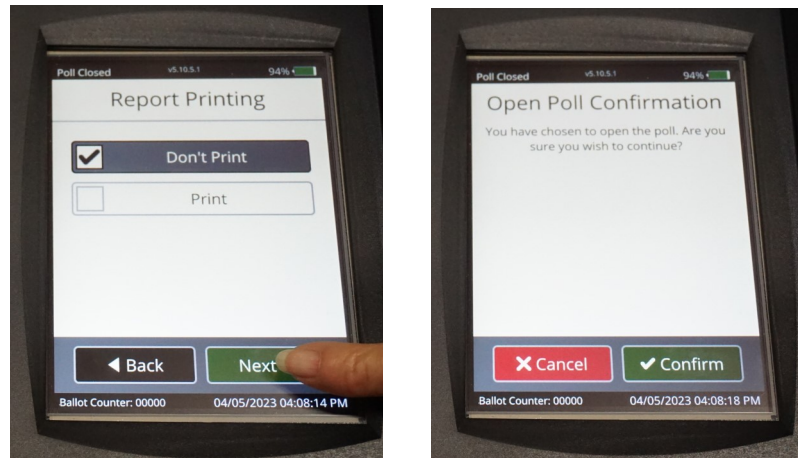 Poll Closed v5.10.5.1 94%
Report Printing
Don't Print
Print
Back Next
Ballot Counter: 00000 04/05/2023 04:08:14 PM
Poll Closed v5.10.5.1 94%
Open Poll Confirmation
You have chosen to open the poll. Are you
sure you wish to continue?
Cancel Confirm
Ballot Counter: 00000 04/05/2023 04:08:18 PM